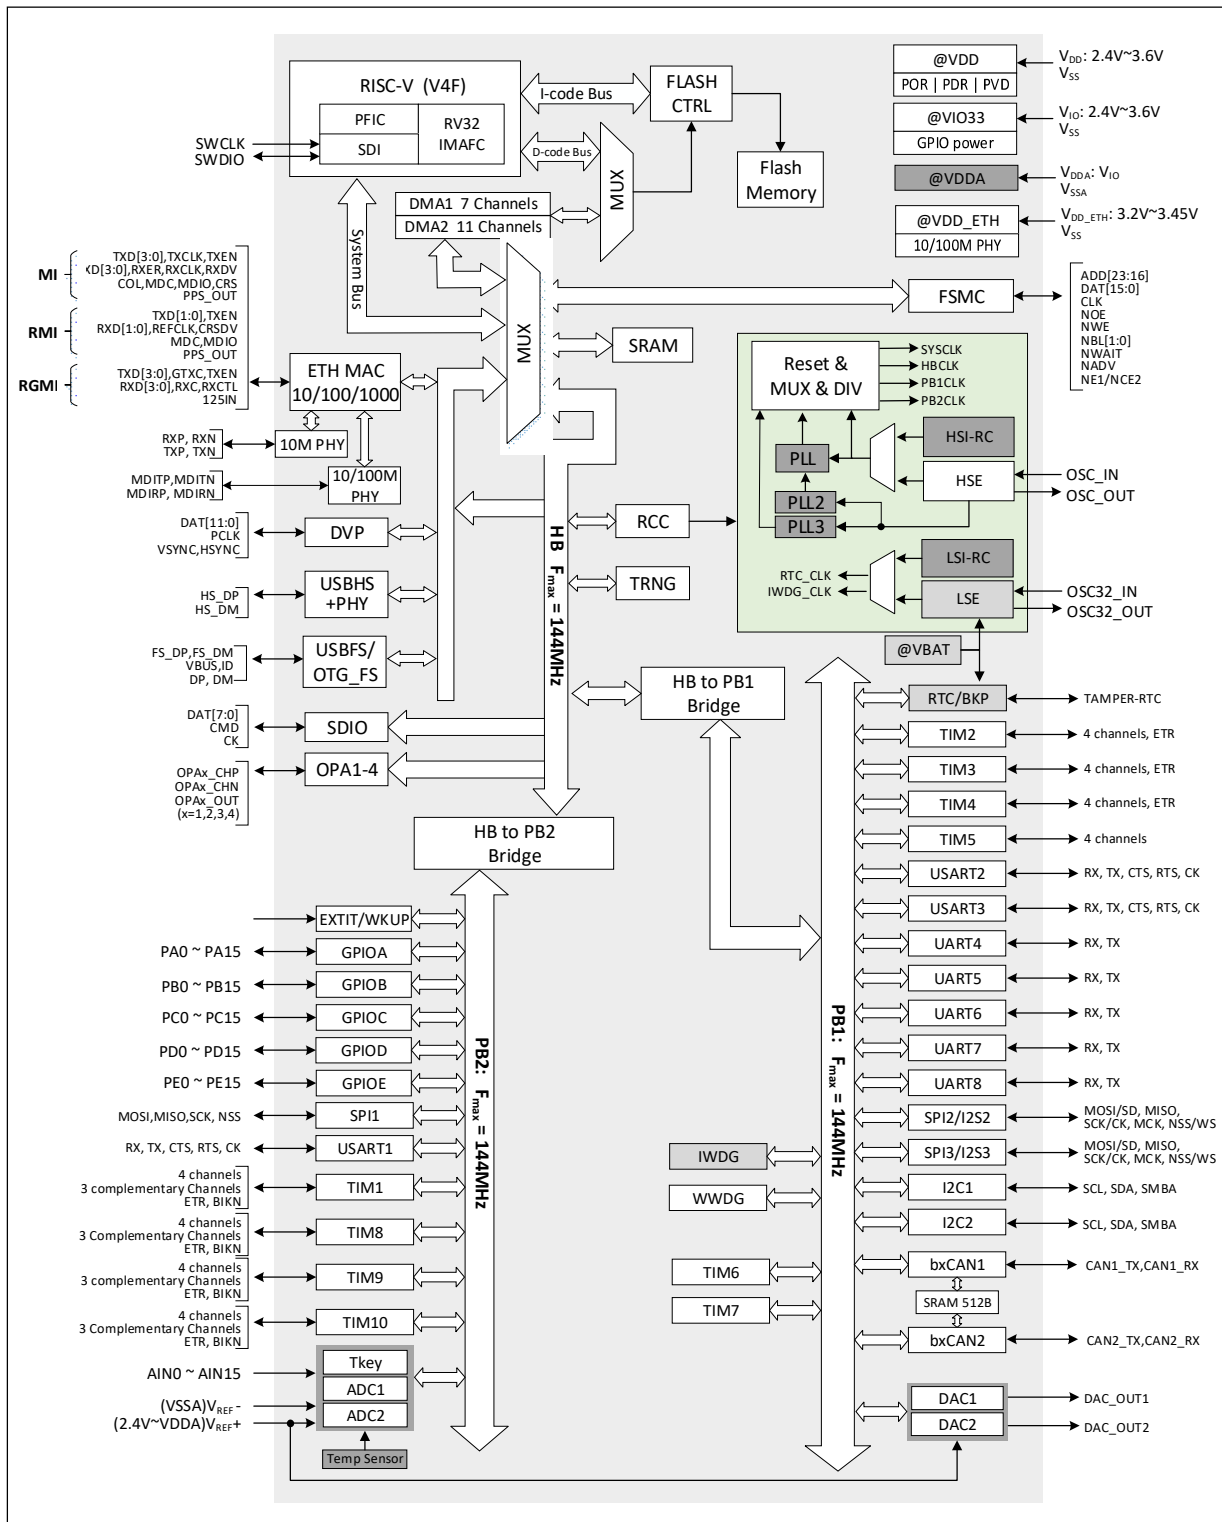 RISC-V (V4F)
PFIC
SDI
RV32
IMAFC
SWCLK
SWDIO
I-code Bus
D-code Bus
FLASH
CTRL
Flash
Memory
MUX
DMA1 7 Channels
DMA2 11 Channels
System Bus
MUX
@VDD
POR | PDR | PVD
VDD: 2.4V~3.6V
VSS
@VIO33
GPIO power
VIO: 2.4V~3.6V
VSS
@VDDA
VDDA: VIO
VSSA
@VDD_ETH
10/100M PHY
VDD_ETH: 3.2V~3.45V
VSS
MI
TXD[3:0],TXCLK,TXEN
XD[3:0],RXER,RXCLK,RXDV
COL,MDC,MDIO,CRS
PPS_OUT
RMI
TXD[1:0],TXEN
RXD[1:0],REFCLK,CRSDV
MDC,MDIO
PPS_OUT
RGMI
TXD[3:0],GTXC,TXEN
RXD[3:0],RXC,RXCTL
125IN
ETH MAC
10/100/1000
RXP, RXN
TXP, TXN
10M PHY
MDITP,MDITN
MDIRP, MDIRN
10/100M
PHY
DAT[11:0]
PCLK
VSYNC,HSYNC
DVP
HS_DP
HS_DM
USBHS
+PHY
FS_DP,FS_DM
VBUS,ID
DP, DM
USBFS/
OTG_FS
DAT[7:0]
CMD
CK
SDIO
OPAx_CHP
OPAx_CHN
OPAx_OUT
(x=1,2,3,4)
OPA1-4
HB Fmax = 144MHz
FSMC
ADD[23:16]
DAT[15:0]
CLK
NOE
NWE
NBL[1:0]
NWAIT
NADV
NE1/NCE2
SRAM
RCC
TRNG
Reset &
MUX & DIV
SYSCLK
HBCLK
PB1CLK
PB2CLK
PLL
PLL2
PLL3
HSI-RC
HSE
OSC_IN
OSC_OUT
LSI-RC
LSE
RTC_CLK
IWDG_CLK
OSC32_IN
OSC32_OUT
@VBAT
HB to PB1
Bridge
HB to PB2
Bridge
EXTIT/WKUP
PA0 ~ PA15
GPIOA
PB0 ~ PB15
GPIOB
PC0 ~ PC15
GPIOC
PD0 ~ PD15
GPIOD
PE0 ~ PE15
GPIOE
MOSI,MISO,SCK, NSS
SPI1
RX, TX, CTS, RTS, CK
USART1
4 channels
3 complementary Channels
ETR, BIKN
TIM1
4 channels
3 Complementary Channels
ETR, BIKN
TIM8
4 channels
3 complementary Channels
ETR, BIKN
TIM9
4 channels
3 Complementary Channels
ETR, BIKN
TIM10
AIN0 ~ AIN15
(VSSA)VREF-
(2.4V~VDDA)VREF+
Tkey
ADC1
ADC2
Temp Sensor
PB2: Fmax = 144MHz
PB1: Fmax = 144MHz
IWDG
WWDG
TIM6
TIM7
RTC/BKP
TAMPER-RTC
TIM2
4 channels, ETR
TIM3
4 channels, ETR
TIM4
4 channels, ETR
TIM5
4 channels
USART2
RX, TX, CTS, RTS, CK
USART3
RX, TX, CTS, RTS, CK
UART4
RX, TX
UART5
RX, TX
UART6
RX, TX
UART7
RX, TX
UART8
RX, TX
SPI2/I2S2
MOSI/SD, MISO,
SCK/CK, MCK, NSS/WS
SPI3/I2S3
MOSI/SD, MISO,
SCK/CK, MCK, NSS/WS
I2C1
SCL, SDA, SMBA
I2C2
SCL, SDA, SMBA
bxCAN1
CAN1_TX,CAN1_RX
SRAM 512B
bxCAN2
CAN2_TX,CAN2_RX
DAC1
DAC_OUT1
DAC2
DAC_OUT2